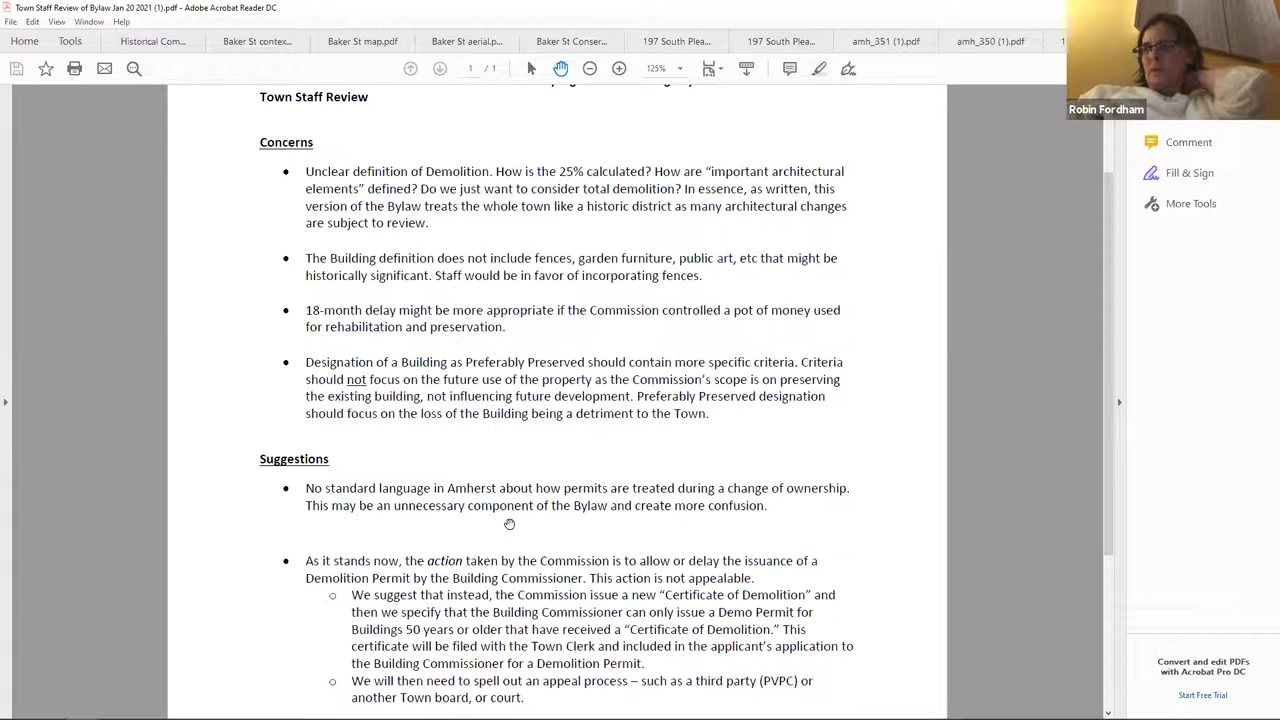 Town Staff Review of Bylaw Jan 20 2021 (1).pdf - Adobe Acrobat Reader DC
File Edit View Window Help
Home Tools Historical Com... Baker St contex... Baker St map.pdf Baker St aerial.p... Baker St Conser... 197 South Plea... 197 South Plea... amh_351 (1).pdf amh_350 (1).pdf
1 / 1 125%
Robin Fordham
Town Staff Review
Concerns
• Unclear definition of Demolition. How is the 25% calculated? How are “important architectural
elements” defined? Do we just want to consider total demolition? In essence, as written, this
version of the Bylaw treats the whole town like a historic district as many architectural changes
are subject to review.
• The Building definition does not include fences, garden furniture, public art, etc that might be
historically significant. Staff would be in favor of incorporating fences.
• 18-month delay might be more appropriate if the Commission controlled a pot of money used
for rehabilitation and preservation.
• Designation of a Building as Preferably Preserved should contain more specific criteria. Criteria
should not focus on the future use of the property as the Commission’s scope is on preserving
the existing building, not influencing future development. Preferably Preserved designation
should focus on the loss of the Building being a detriment to the Town.
Suggestions
• No standard language in Amherst about how permits are treated during a change of ownership.
This may be an unnecessary component of the Bylaw and create more confusion.
• As it stands now, the action taken by the Commission is to allow or delay the issuance of a
Demolition Permit by the Building Commissioner. This action is not appealable.
o We suggest that instead, the Commission issue a new “Certificate of Demolition” and
then we specify that the Building Commissioner can only issue a Demo Permit for
Buildings 50 years or older that have received a “Certificate of Demolition.” This
certificate will be filed with the Town Clerk and included in the applicant’s application to
the Building Commissioner for a Demolition Permit.
o We will then need to spell out an appeal process – such as a third party (PVPC) or
another Town board, or court.
Comment
Fill & Sign
More Tools
Convert and edit PDFs
with Acrobat Pro DC
Start Free Trial